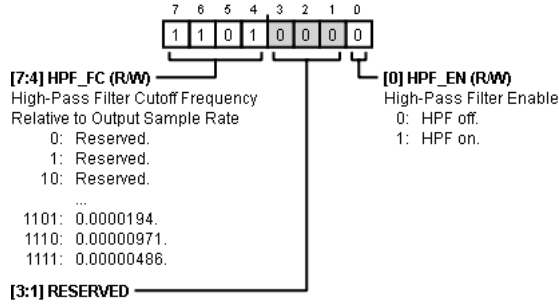 7 6 5 4 3 2 1 0
1 1 0 1 0 0 0 0
[7:4] HPF_FC (R/W)
High-Pass Filter Cutoff Frequency
Relative to Output Sample Rate
0: Reserved.
1: Reserved.
10: Reserved.
...
1101: 0.0000194.
1110: 0.00000971.
1111: 0.00000486.
[3:1] RESERVED
[0] HPF_EN (R/W)
High-Pass Filter Enable
0: HPF off.
1: HPF on.